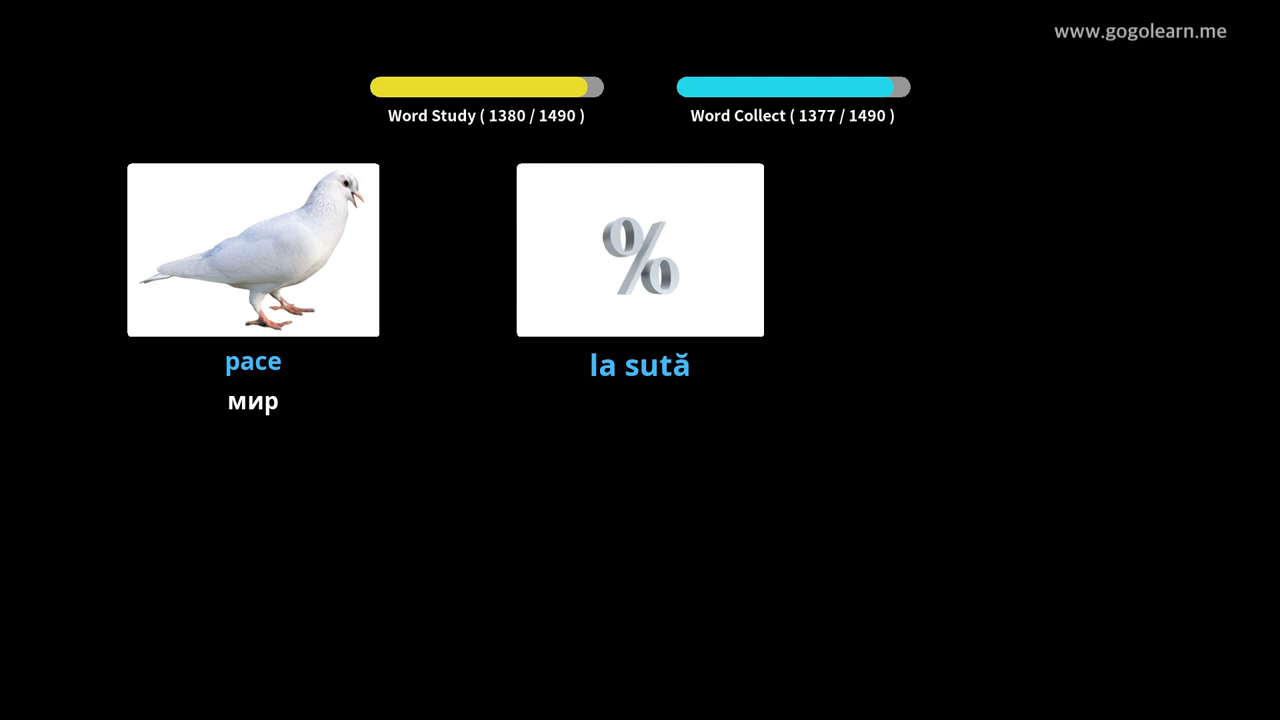 www.gogolearn.me
Word Study ( 1380 / 1490 )
Word Collect ( 1377 / 1490 )
%
pace
мир
la sută